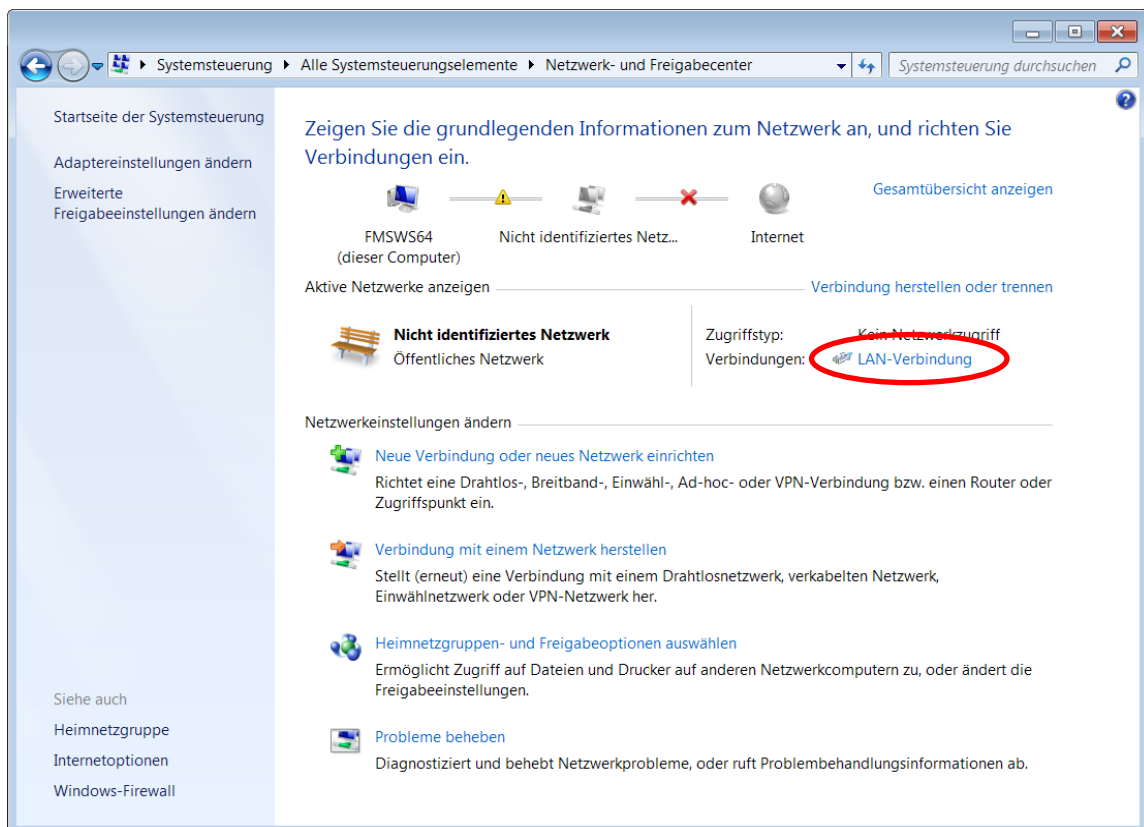 Systemsteuerung Alle Systemsteuerungselemente Netzwerk- und Freigabecenter Systemsteuerung durchsuchen
Startseite der Systemsteuerung
Adaptereinstellungen ändern
Erweiterte
Freigabeeinstellungen ändern
Zeigen Sie die grundlegenden Informationen zum Netzwerk an, und richten Sie
Verbindungen ein.
Gesamtübersicht anzeigen
FMSWS64 Nicht identifiziertes Netz... Internet
(dieser Computer)
Aktive Netzwerke anzeigen Verbindung herstellen oder trennen
Nicht identifiziertes Netzwerk
Öffentliches Netzwerk
Zugriffstyp: Kein Netzwerkzugriff
Verbindungen: LAN-Verbindung
Netzwerkeinstellungen ändern
Neue Verbindung oder neues Netzwerk einrichten
Richtet eine Drahtlos-, Breitband-, Einwähl-, Ad-hoc- oder VPN-Verbindung bzw. einen Router oder
Zugriffspunkt ein.
Verbindung mit einem Netzwerk herstellen
Stellt (erneut) eine Verbindung mit einem Drahtlosnetzwerk, verkabelten Netzwerk,
Einwählnetzwerk oder VPN-Netzwerk her.
Heimnetzgruppen- und Freigabeoptionen auswählen
Ermöglicht Zugriff auf Dateien und Drucker auf anderen Netzwerkcomputern zu, oder ändert die
Freigabeeinstellungen.
Probleme beheben
Diagnostiziert und behebt Netzwerkprobleme, oder ruft Problembehandlungsinformationen ab.
Siehe auch
Heimnetzgruppe
Internetoptionen
Windows-Firewall